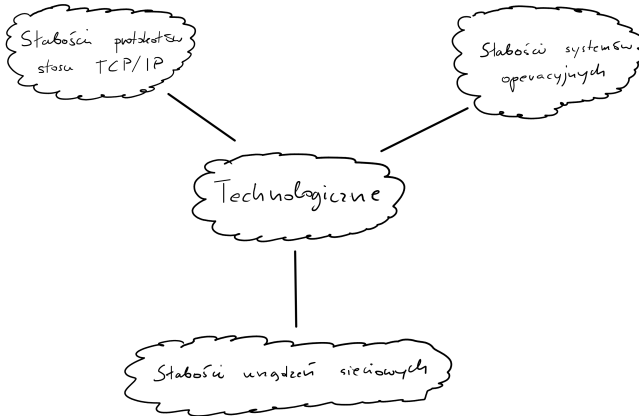 Słabości protokołów
stosu TCP/IP
Słabości systemów
operacyjnych
Technologiczne
Słabości urządzeń sieciowych